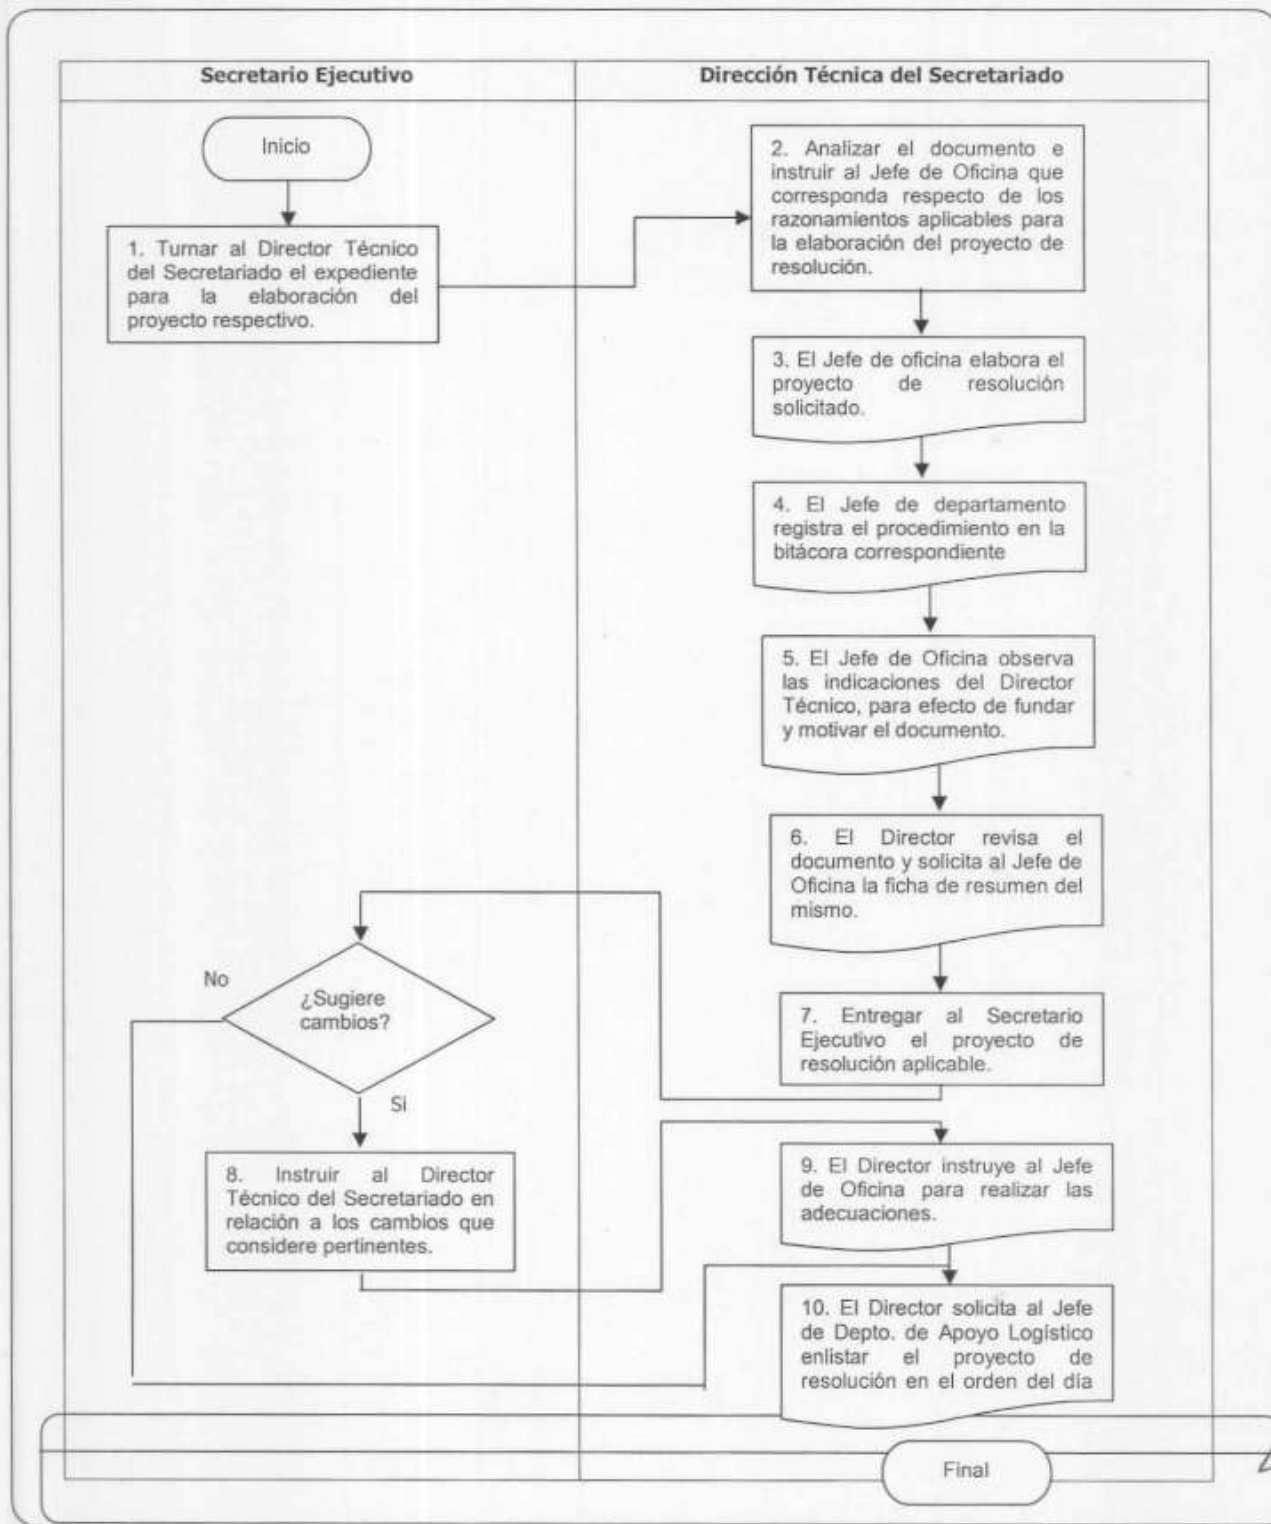 Secretario Ejecutivo
Dirección Técnica del Secretariado
Inicio
1. Turnar al Director Técnico
del Secretariado el expediente
para la elaboración del
proyecto respectivo.
2. Analizar el documento e
instruir al Jefe de Oficina que
corresponda respecto de los
razonamientos aplicables para
la elaboración del proyecto de
resolución.
3. El Jefe de oficina elabora el
proyecto de resolución
solicitado.
4. El Jefe de departamento
registra el procedimiento en la
bitácora correspondiente
5. El Jefe de Oficina observa
las indicaciones del Director
Técnico, para efecto de fundar
y motivar el documento.
6. El Director revisa el
documento y solicita al Jefe de
Oficina la ficha de resumen del
mismo.
7. Entregar al Secretario
Ejecutivo el proyecto de
resolución aplicable.
No
¿Sugiere
cambios?
Si
8. Instruir al Director
Técnico del Secretariado en
relación a los cambios que
considere pertinentes.
9. El Director instruye al Jefe
de Oficina para realizar las
adecuaciones.
10. El Director solicita al Jefe
de Depto. de Apoyo Logístico
enlistar el proyecto de
resolución en el orden del día
Final